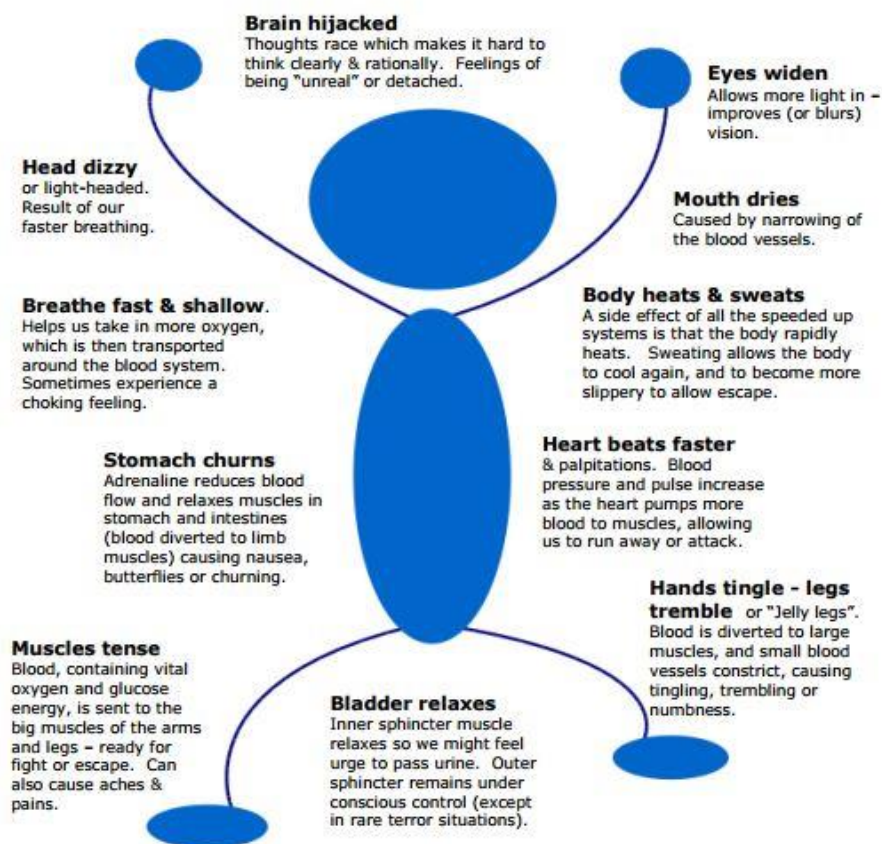 Brain hijacked
Thoughts race which makes it hard to
think clearly & rationally.  Feelings of
being “unreal” or detached.
Eyes widen
Allows more light in –
improves (or blurs)
vision.
Head dizzy
or light-headed.
Result of our
faster breathing.
Mouth dries
Caused by narrowing of
the blood vessels.
Breathe fast & shallow.
Helps us take in more oxygen,
which is then transported
around the blood system.
Sometimes experience a
choking feeling.
Body heats & sweats
A side effect of all the speeded up
systems is that the body rapidly
heats.   Sweating allows the body
to cool again, and to become more
slippery to allow escape.
Stomach churns
Adrenaline reduces blood
flow and relaxes muscles in
stomach and intestines
(blood diverted to limb
muscles) causing nausea,
butterflies or churning.
Heart beats faster
& palpitations.  Blood
pressure and pulse increase
as the heart pumps more
blood to muscles, allowing
us to run away or attack.
Hands tingle - legs
tremble or “Jelly legs”.
Blood is diverted to large
muscles, and small blood
vessels constrict, causing
tingling, trembling or
numbness.
Muscles tense
Blood, containing vital
oxygen and glucose
energy, is sent to the
big muscles of the arms
and legs – ready for
fight or escape.  Can
also cause aches &
pains.
Bladder relaxes
Inner sphincter muscle
relaxes so we might feel
urge to pass urine.  Outer
sphincter remains under
conscious control (except
in rare terror situations).